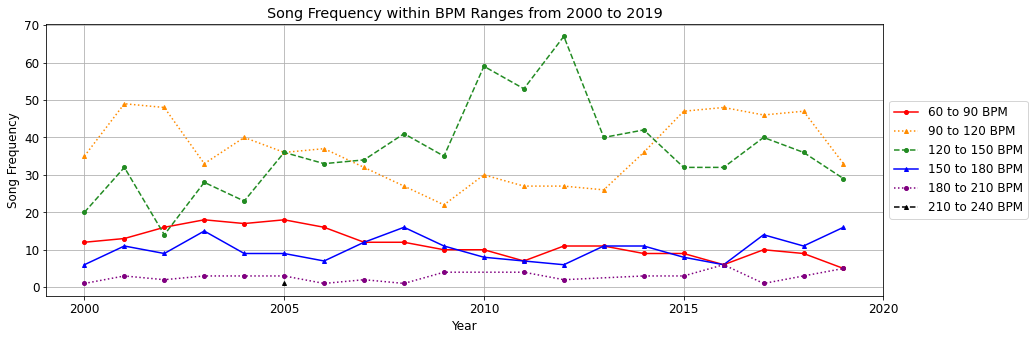 Song Frequency within BPM Ranges from 2000 to 2019
70
60
50
40
30
20
10
0
Song Frequency
2000
2005
2010
2015
2020
Year
60 to 90 BPM
90 to 120 BPM
120 to 150 BPM
150 to 180 BPM
180 to 210 BPM
210 to 240 BPM